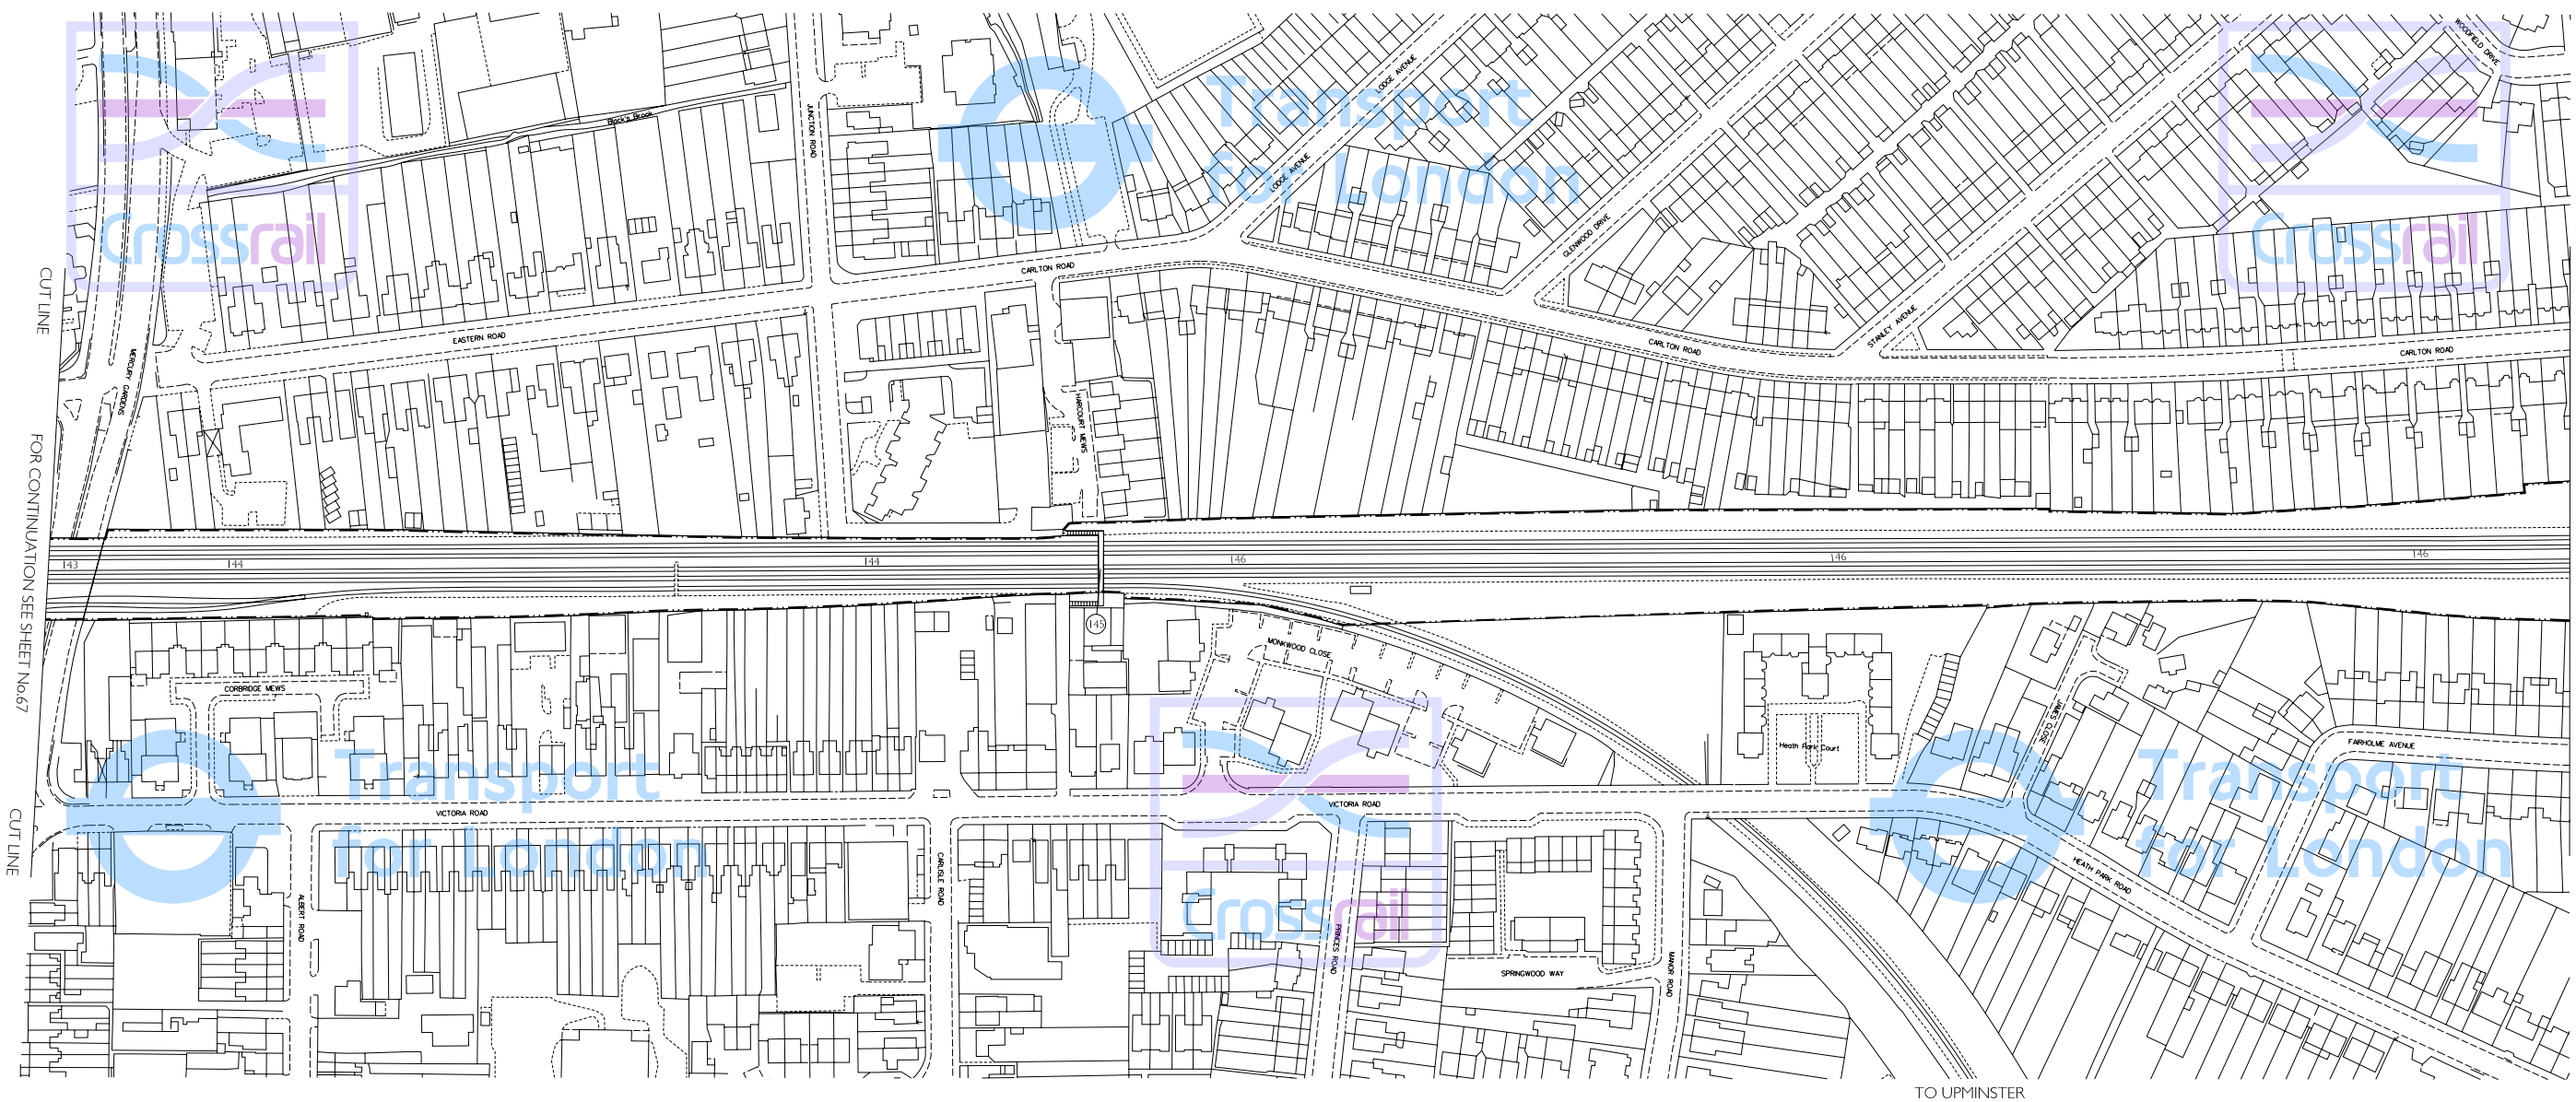 WOODFIELD DRIVE
LODGE AVENUE
Transport
for London
Black's Brook
JUNCTION ROAD
LODGE AVENUE
Crossrail
Crossrail
GLENWOOD DRIVE
CARLTON ROAD
CUT LINE
STANLEY AVENUE
EASTERN ROAD
CARLTON ROAD
CARLTON ROAD
MERCURY GARDENS
HARCOURT MEWS
FOR CONTINUATION SEE SHEET No.67
143
144
144
146
146
146
145
MONKWOOD CLOSE
CORBRIDGE MEWS
JAMES CLOSE
Heath Park Court
FAIRHOLME AVENUE
Transport
for London
Transport
for London
VICTORIA ROAD
VICTORIA ROAD
CUT LINE
HEATH PARK ROAD
CARLISLE ROAD
ALBERT ROAD
Crossrail
PRINCES ROAD
SPRINGWOOD WAY
MANOR ROAD
TO UPMINSTER